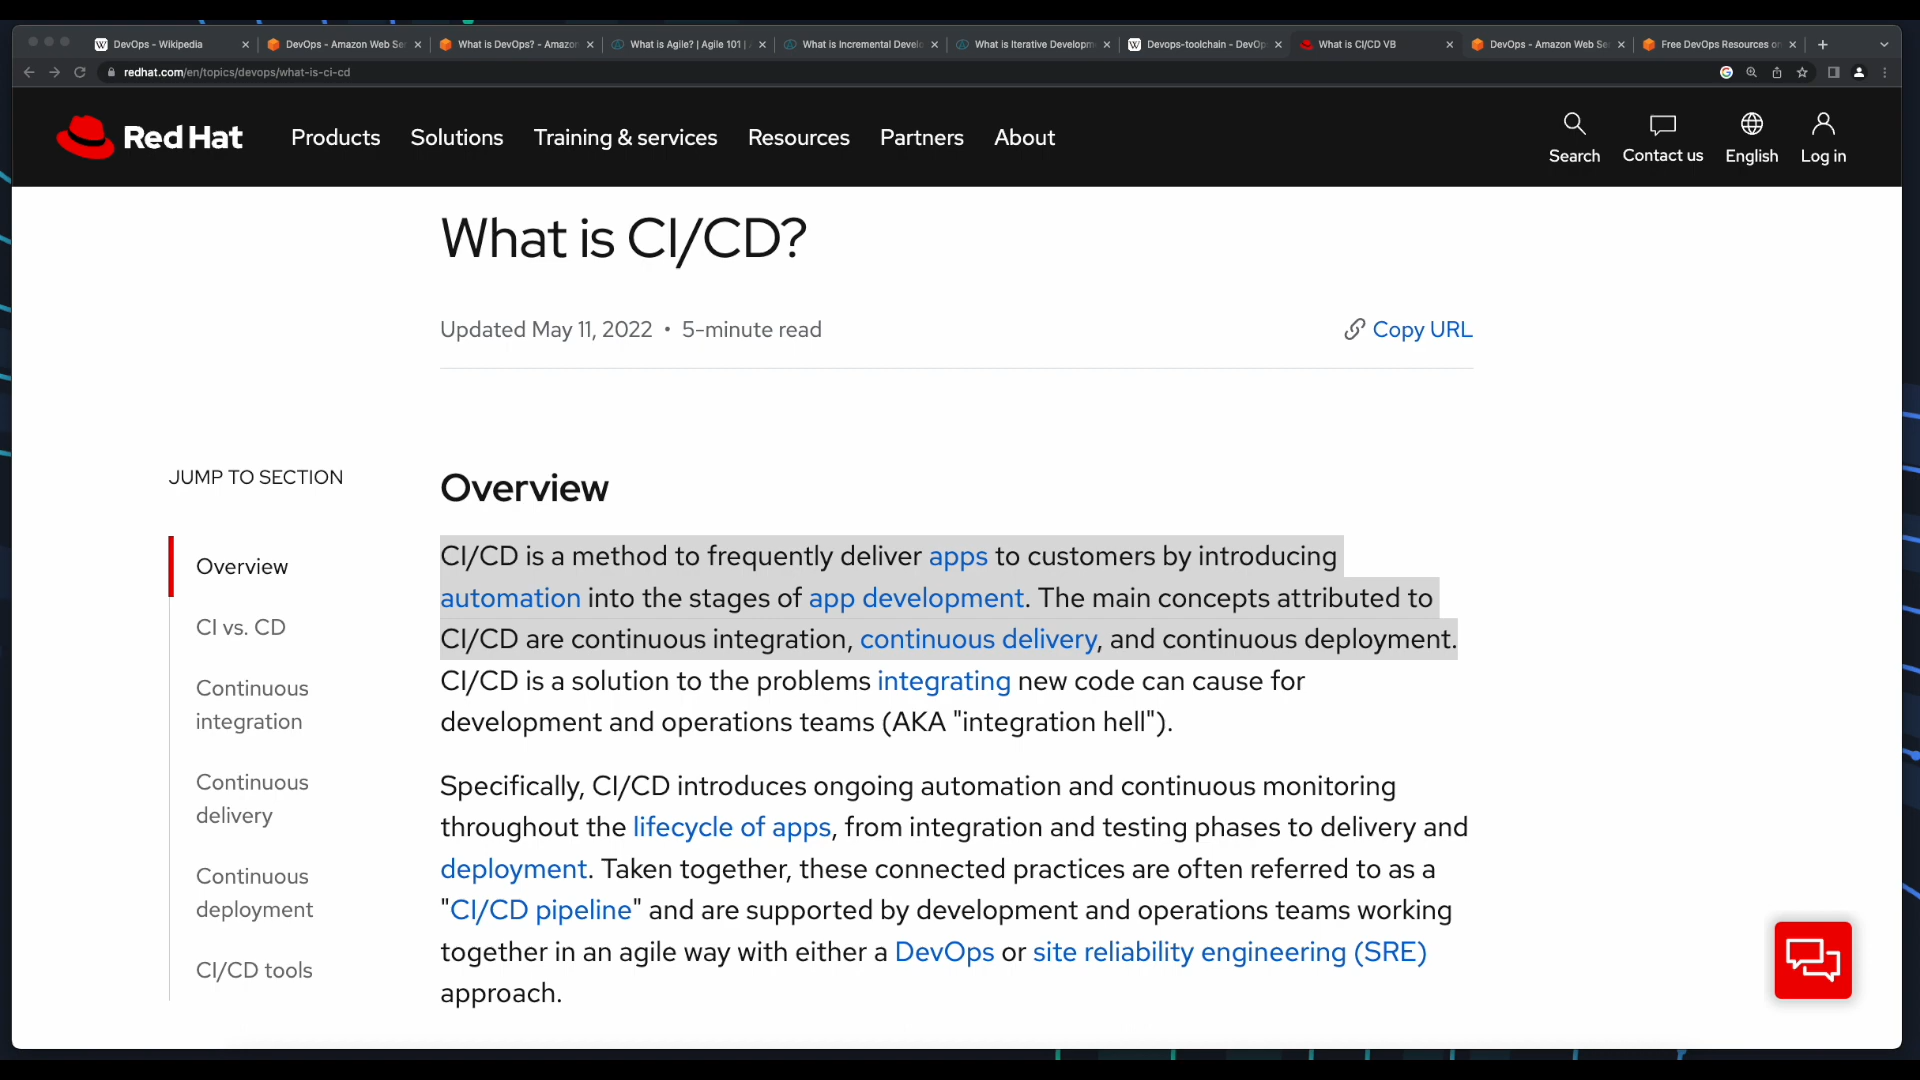 DevOps - Wikipedia
DevOps - Amazon Web Se
What is DevOps? - Amazon
What is Agile? | Agile 101 |
What is Incremental Develo
What is Iterative Developm
Devops-toolchain - DevOp
What is CI/CD VB
DevOps - Amazon Web Se
Free DevOps Resources on
redhat.com/en/topics/devops/what-is-ci-cd
Red Hat
Products
Solutions
Training & services
Resources
Partners
About
Search
Contact us
English
Log in
What is CI/CD?
Updated May 11, 2022 • 5-minute read
Copy URL
JUMP TO SECTION
Overview
CI vs. CD
Continuous
integration
Continuous
delivery
Continuous
deployment
CI/CD tools
Overview
CI/CD is a method to frequently deliver apps to customers by introducing
automation into the stages of app development. The main concepts attributed to
CI/CD are continuous integration, continuous delivery, and continuous deployment.
CI/CD is a solution to the problems integrating new code can cause for
development and operations teams (AKA "integration hell").
Specifically, CI/CD introduces ongoing automation and continuous monitoring
throughout the lifecycle of apps, from integration and testing phases to delivery and
deployment. Taken together, these connected practices are often referred to as a
"CI/CD pipeline" and are supported by development and operations teams working
together in an agile way with either a DevOps or site reliability engineering (SRE)
approach.